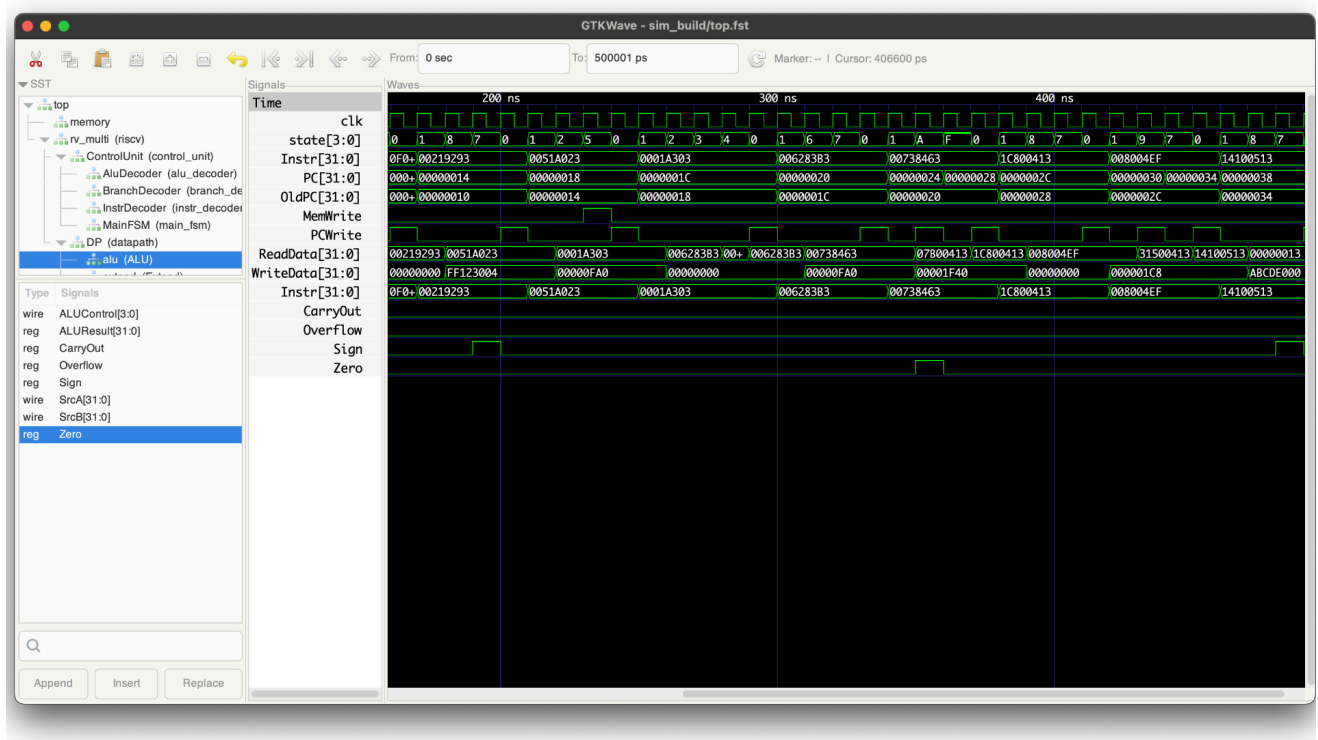 GTKWave - sim_build/top.fst
From: 0 sec To: 500001 ps Marker: -- | Cursor: 406600 ps
SST
top
memory
rv_multi (riscv)
ControlUnit (control_unit)
AluDecoder (alu_decoder)
BranchDecoder (branch_de
InstrDecoder (instr_decoder
MainFSM (main_fsm)
DP (datapath)
alu (ALU)
Type Signals
wire ALUControl[3:0]
reg ALUResult[31:0]
reg CarryOut
reg Overflow
reg Sign
wire SrcA[31:0]
wire SrcB[31:0]
reg Zero
Append Insert Replace
Signals
Time
clk
state[3:0]
Instr[31:0]
PC[31:0]
OldPC[31:0]
MemWrite
PCWrite
ReadData[31:0]
WriteData[31:0]
Instr[31:0]
CarryOut
Overflow
Sign
Zero
Waves
200 ns 300 ns 400 ns
0 1 8 7 0 1 2 5 0 1 2 3 4 0 1 6 7 0 1 A F 0 1 8 7 0 1 9 7 0 1 8 7
0F0+ 00219293 0051A023 0001A303 006283B3 00738463 1C800413 008004EF 14100513
000+ 00000014 00000018 0000001C 00000020 00000024 00000028 0000002C 00000030 00000034 00000038
000+ 00000010 00000014 00000018 0000001C 00000020 00000028 0000002C 00000034
00219293 0051A023 0001A303 006283B3 00+ 006283B3 00738463 07B00413 1C800413 008004EF 31500413 14100513 00000013
00000000 FF123004 00000FA0 00000000 00000FA0 00001F40 00000000 000001C8 ABCDE000
0F0+ 00219293 0051A023 0001A303 006283B3 00738463 1C800413 008004EF 14100513